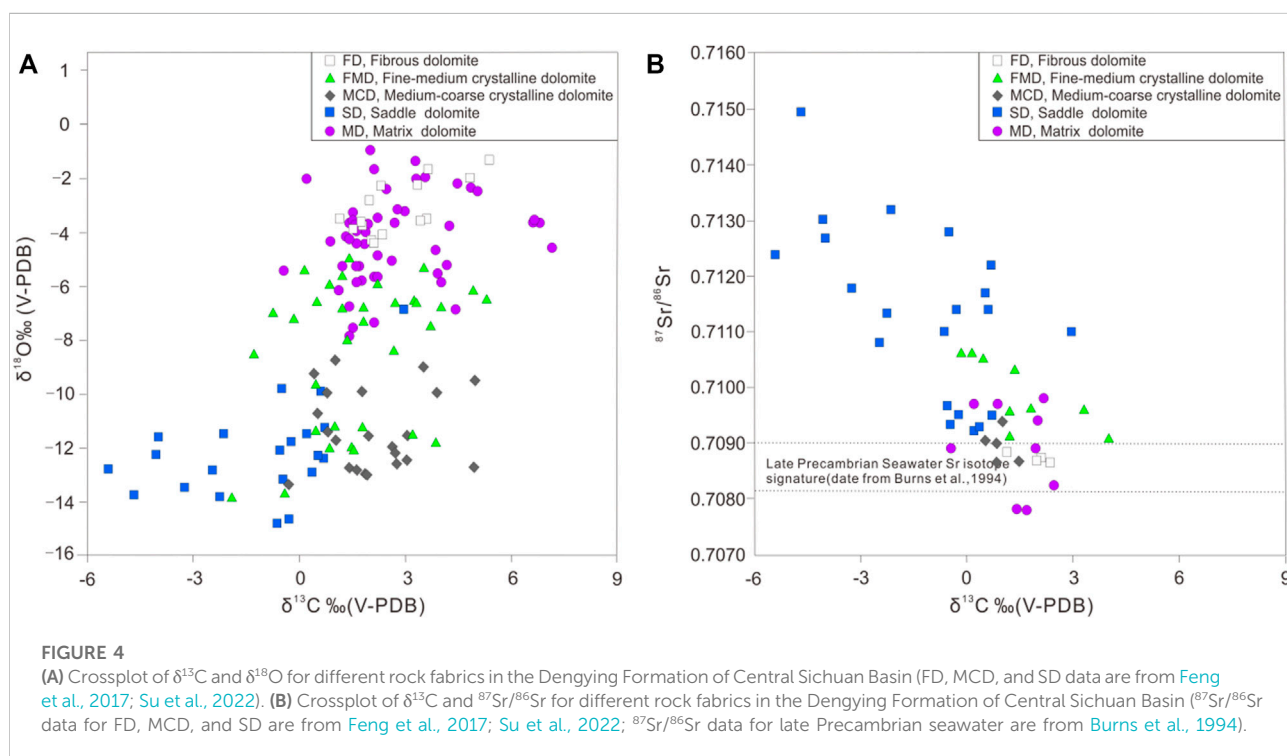 A
1
0
−2
−4
−6
−8
−10
−12
−14
−16
δ¹⁸O‰ (V-PDB)
FD, Fibrous dolomite
FMD, Fine-medium crystalline dolomite
MCD, Medium-coarse crystalline dolomite
SD, Saddle dolomite
MD, Matrix dolomite
−6 −3 0 3 6 9
δ¹³C ‰(V-PDB)
B
0.7160
0.7150
0.7130
0.7120
0.7110
0.7100
0.7090
0.7080
0.7070
⁸⁷Sr/⁸⁶Sr
FD, Fibrous dolomite
FMD, Fine-medium crystalline dolomite
MCD, Medium-coarse crystalline dolomite
SD, Saddle dolomite
MD, Matrix dolomite
Late Precambrian Seawater Sr isotope
signature(date from Burns et al.,1994)
-6 -3 0 3 6 9
δ¹³C ‰(V-PDB)
FIGURE 4
(A) Crossplot of δ¹³C and δ¹⁸O for different rock fabrics in the Dengying Formation of Central Sichuan Basin (FD, MCD, and SD data are from Feng
et al., 2017; Su et al., 2022). (B) Crossplot of δ¹³C and ⁸⁷Sr/⁸⁶Sr for different rock fabrics in the Dengying Formation of Central Sichuan Basin (⁸⁷Sr/⁸⁶Sr
data for FD, MCD, and SD are from Feng et al., 2017; Su et al., 2022; ⁸⁷Sr/⁸⁶Sr data for late Precambrian seawater are from Burns et al., 1994).